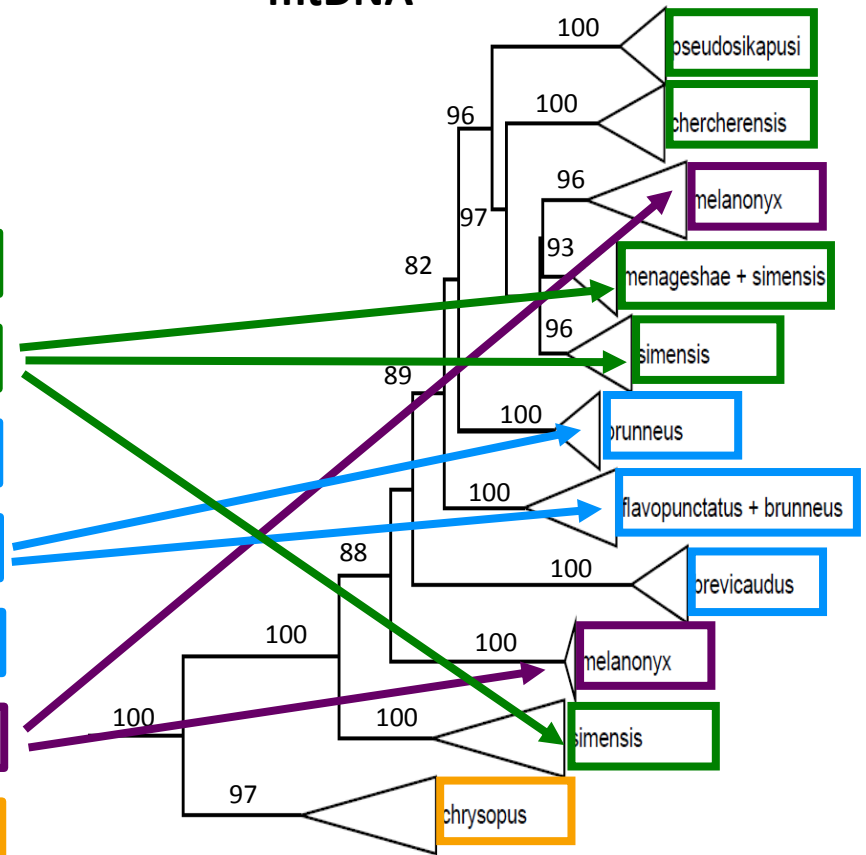 mtDNA
100
pseudosikapusi
100
chercherensis
96
96
melanonyx
97
93
menageshae + simensis
82
96
simensis
89
100
brunneus
100
flavopunctatus + brunneus
88
100
brevicaudus
100
100
melanonyx
100
100
simensis
97
chrysopus